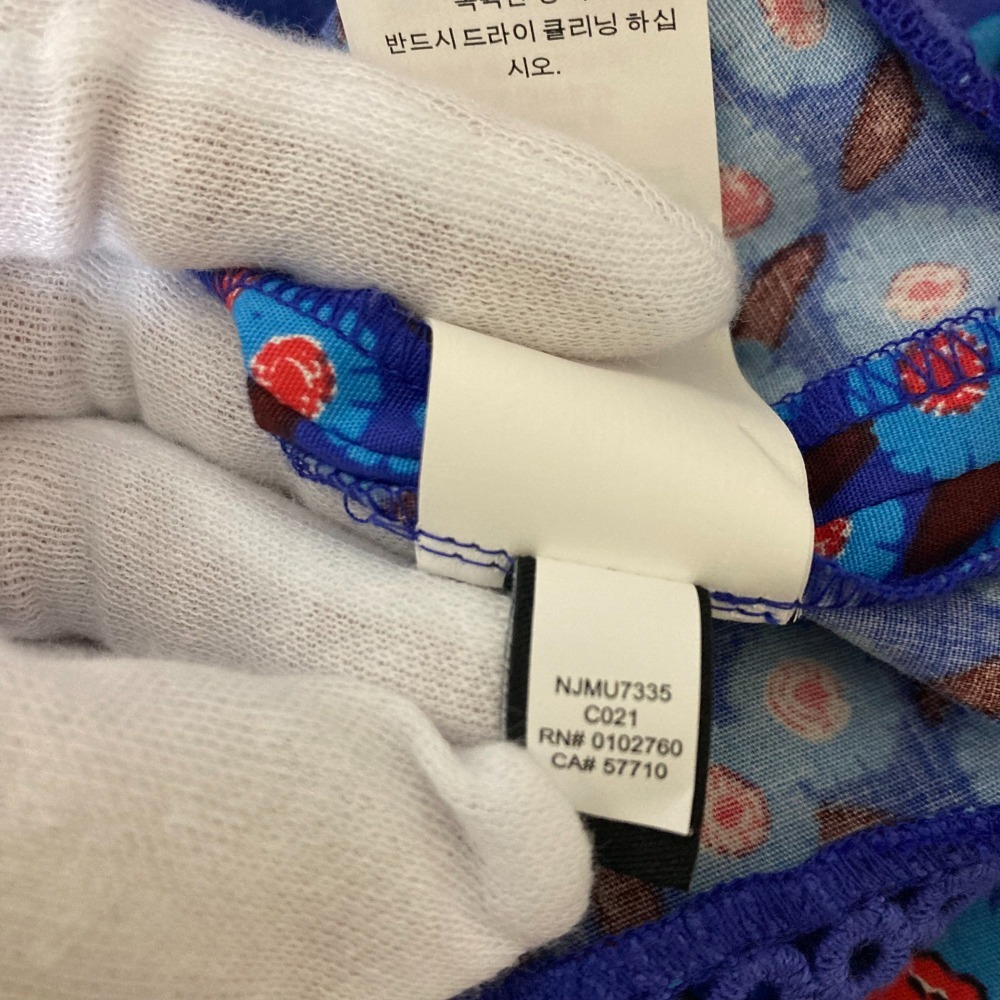 반드시 드라이 클리닝 하십
시오.
NJMU7335
C021
RN# 0102760
CA# 57710